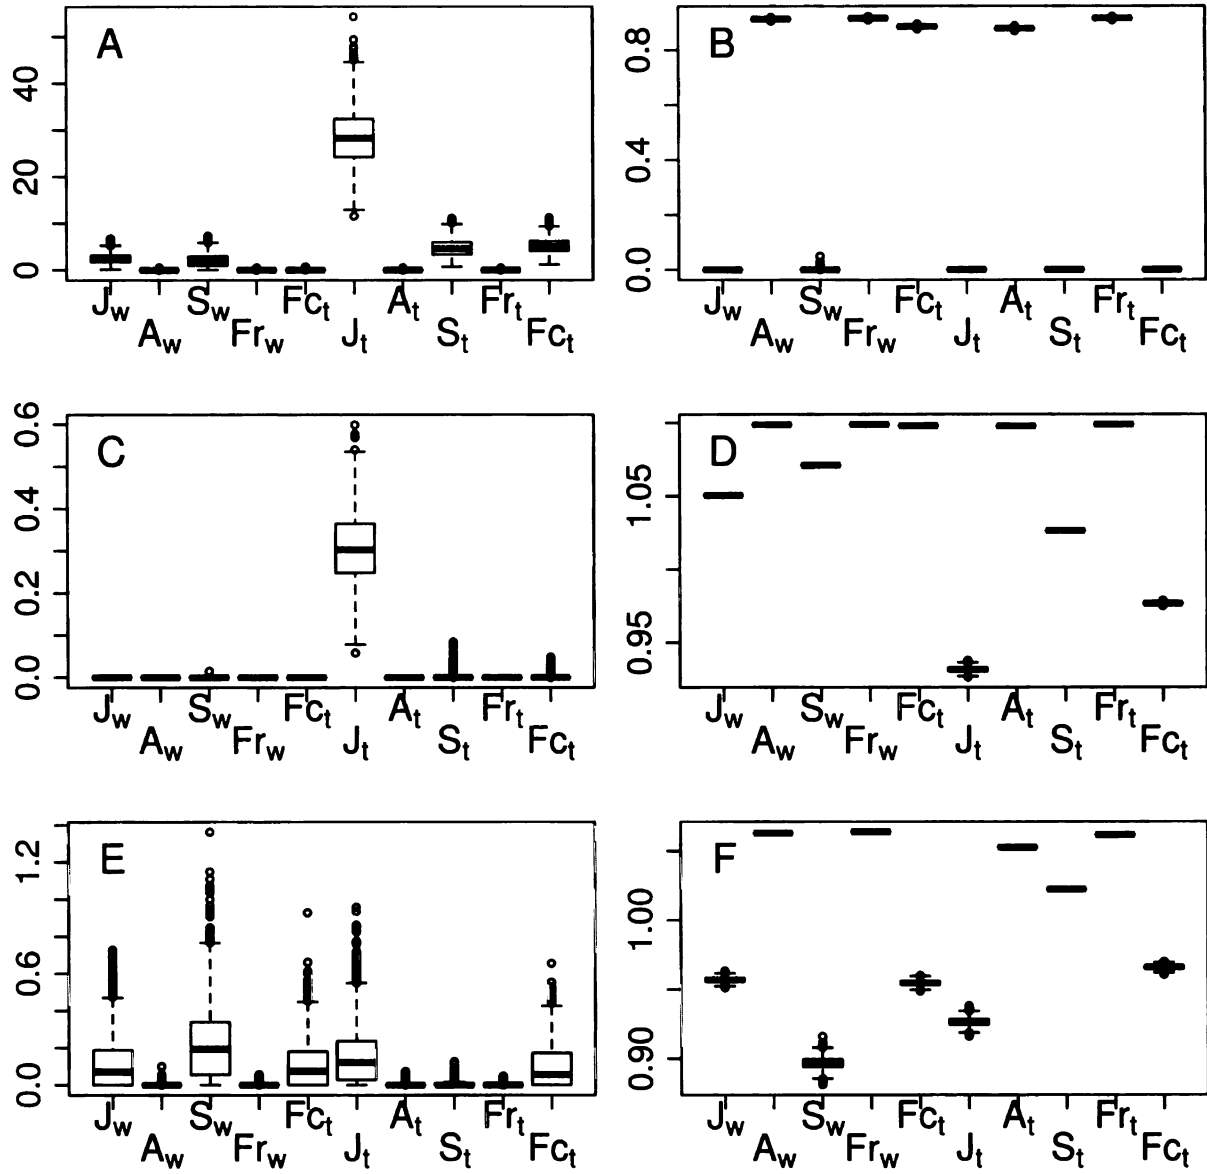 A
40
20
0
J_w S_w Fc_t A_t Fr_t
A_w Fr_w J_t S_t Fc_t
B
0.8
0.4
0.0
J_w S_w Fc_t A_t Fr_t
A_w Fr_w J_t S_t Fc_t
C
0.6
0.4
0.2
0.0
J_w S_w Fc_t A_t Fr_t
A_w Fr_w J_t S_t Fc_t
D
1.05
0.95
J_w S_w Fc_t A_t Fr_t
A_w Fr_w J_t S_t Fc_t
E
1.2
0.6
0.0
J_w S_w Fc_t A_t Fr_t
A_w Fr_w J_t S_t Fc_t
F
1.00
0.90
J_w S_w Fc_t A_t Fr_t
A_w Fr_w J_t S_t Fc_t